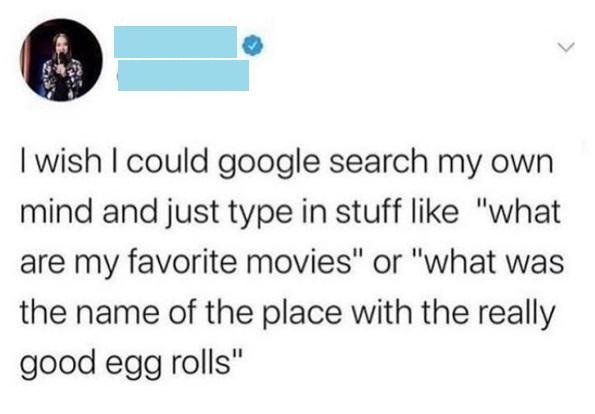 I wish I could google search my own
mind and just type in stuff like "what
are my favorite movies" or "what was
the name of the place with the really
good egg rolls"